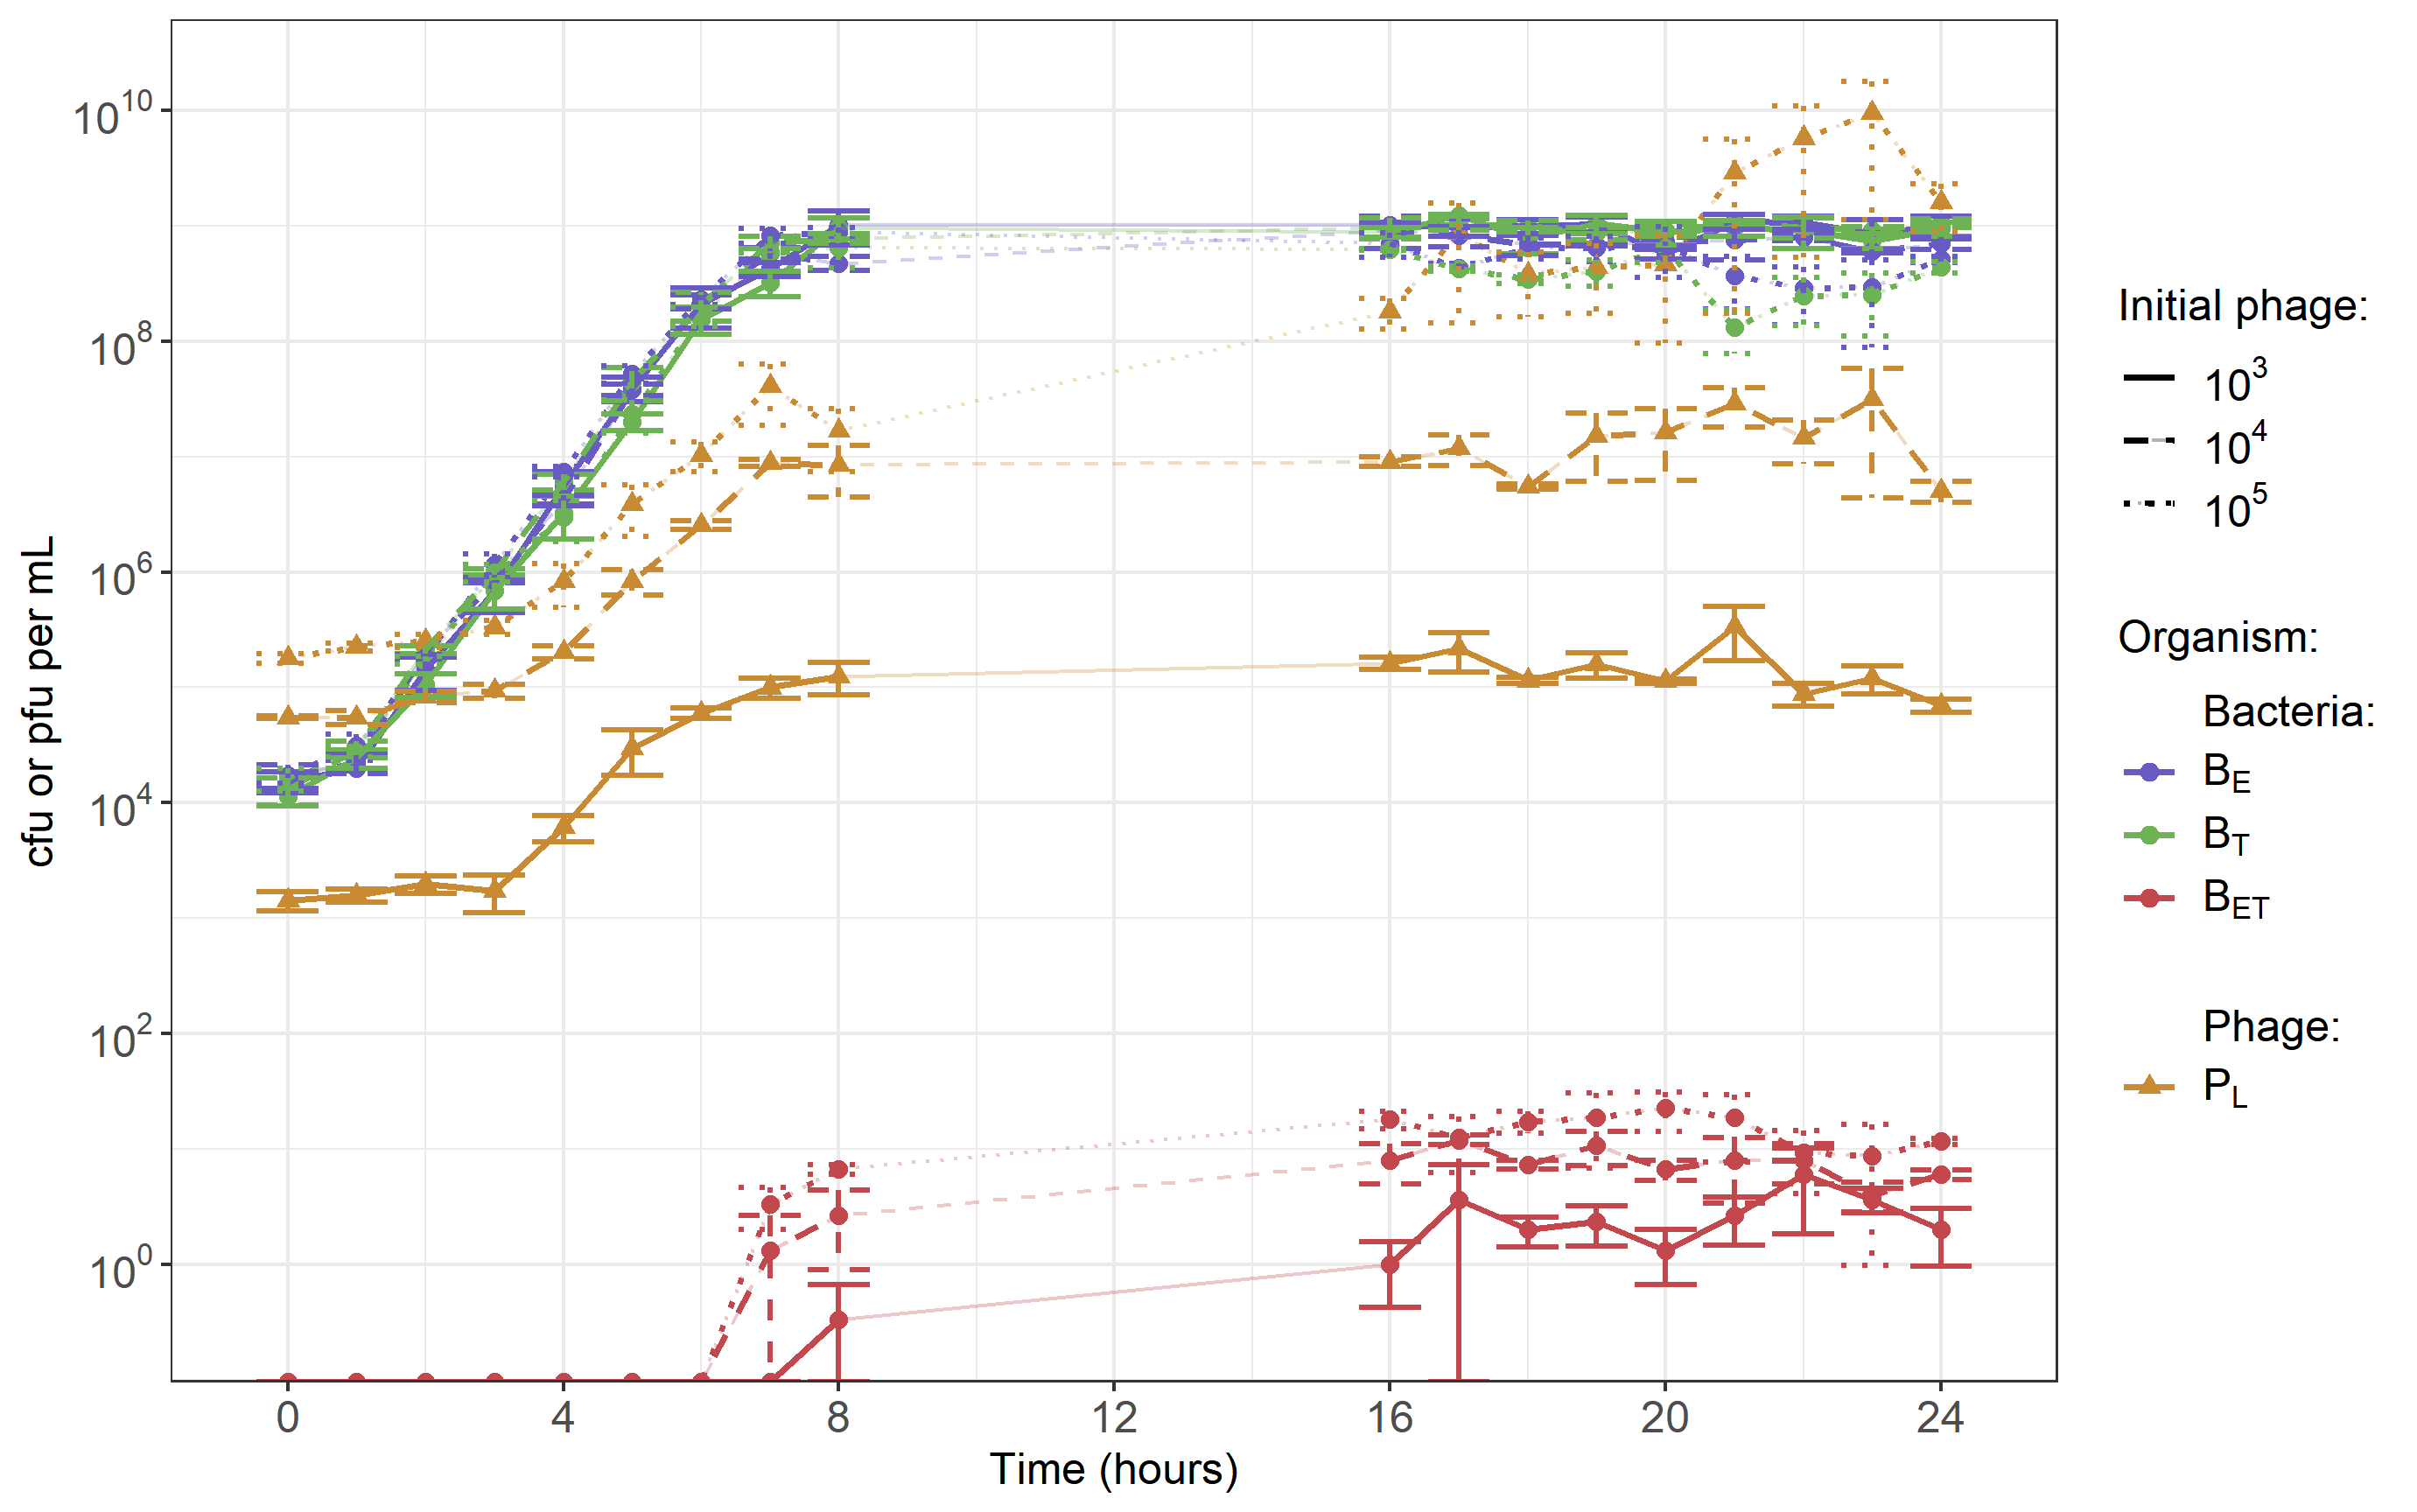 10^10
10^8
10^6
10^4
10^2
10^0
cfu or pfu per mL
0 4 8 12 16 20 24
Time (hours)
Initial phage:
10^3
10^4
10^5
Organism:
Bacteria:
B_E
B_T
B_ET
Phage:
P_L